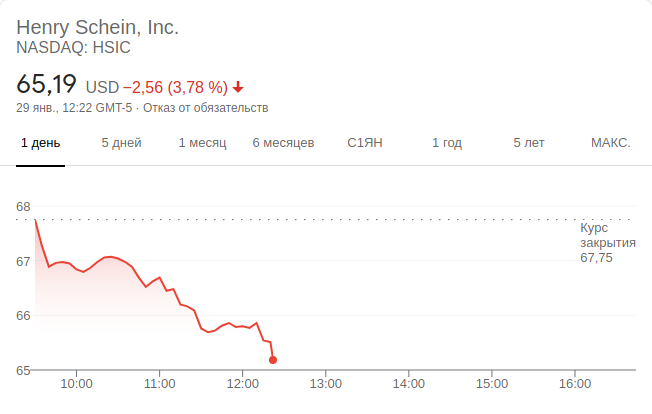 Henry Schein, Inc.
NASDAQ: HSIC
65,19 USD −2,56 (3,78 %)
29 янв., 12:22 GMT-5 · Отказ от обязательств
1 день 5 дней 1 месяц 6 месяцев С1ЯН 1 год 5 лет МАКС.
68
Курс
закрытия
67,75
67
66
65
10:00 11:00 12:00 13:00 14:00 15:00 16:00